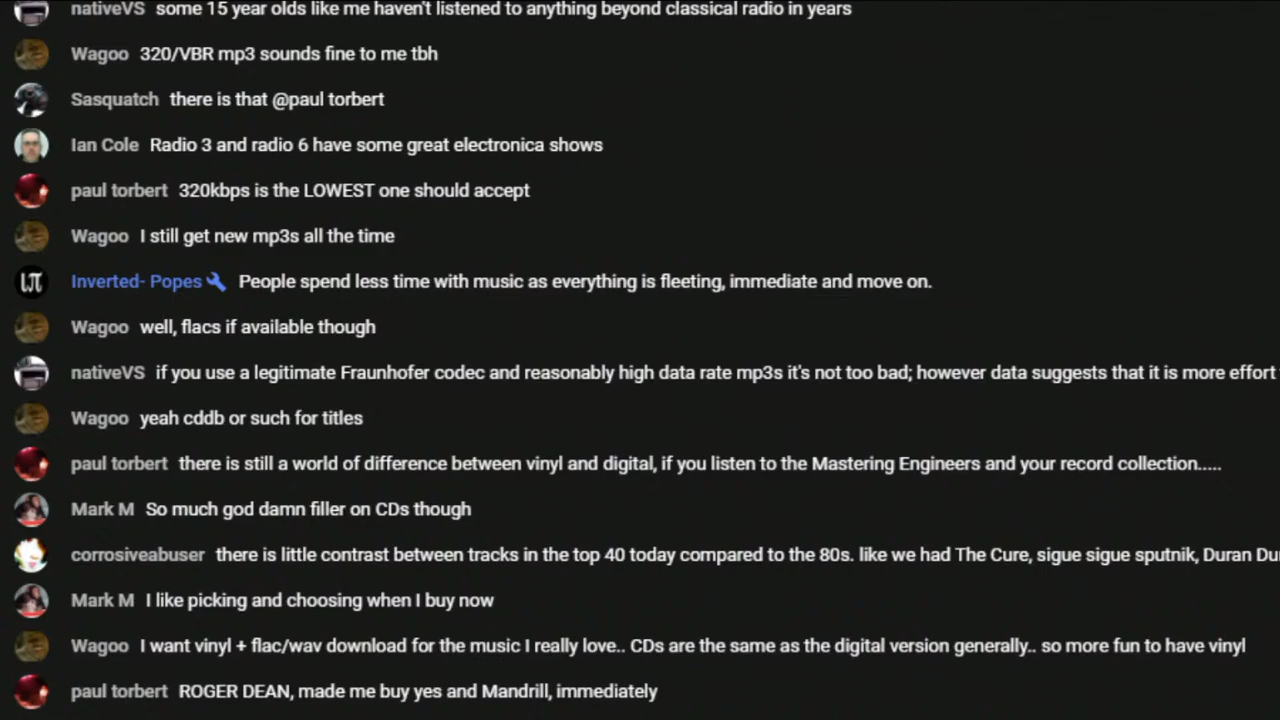 nativeVS some 15 year olds like me haven't listened to anything beyond classical radio in years
Wagoo 320/VBR mp3 sounds fine to me tbh
Sasquatch there is that @paul torbert
Ian Cole Radio 3 and radio 6 have some great electronica shows
paul torbert 320kbps is the LOWEST one should accept
Wagoo I still get new mp3s all the time
Inverted- Popes People spend less time with music as everything is fleeting, immediate and move on.
Wagoo well, flacs if available though
nativeVS if you use a legitimate Fraunhofer codec and reasonably high data rate mp3s it's not too bad; however data suggests that it is more effort
Wagoo yeah cddb or such for titles
paul torbert there is still a world of difference between vinyl and digital, if you listen to the Mastering Engineers and your record collection.....
Mark M So much god damn filler on CDs though
corrosiveabuser there is little contrast between tracks in the top 40 today compared to the 80s. like we had The Cure, sigue sigue sputnik, Duran Du
Mark M I like picking and choosing when I buy now
Wagoo I want vinyl + flac/wav download for the music I really love.. CDs are the same as the digital version generally.. so more fun to have vinyl
paul torbert ROGER DEAN, made me buy yes and Mandrill, immediately